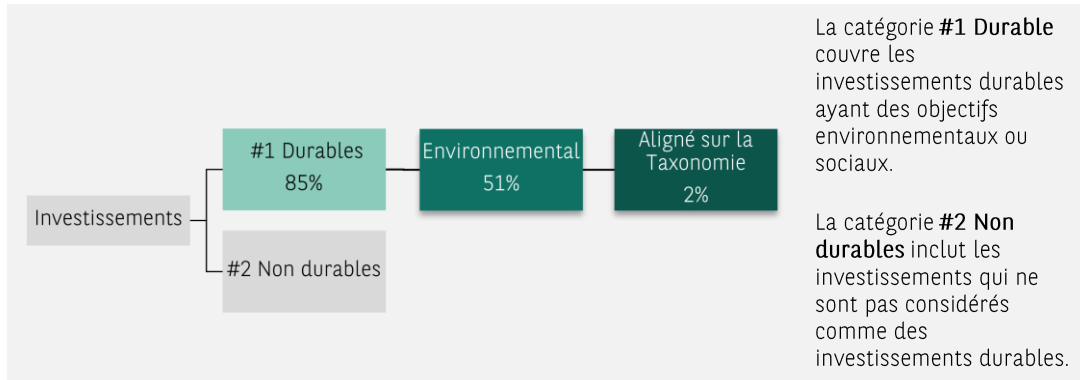 Investissements
#1 Durables
85%
#2 Non durables
Environnemental
51%
Aligné sur la
Taxonomie
2%
La catégorie #1 Durable
couvre les
investissements durables
ayant des objectifs
environnementaux ou
sociaux.
La catégorie #2 Non
durables inclut les
investissements qui ne
sont pas considérés
comme des
investissements durables.